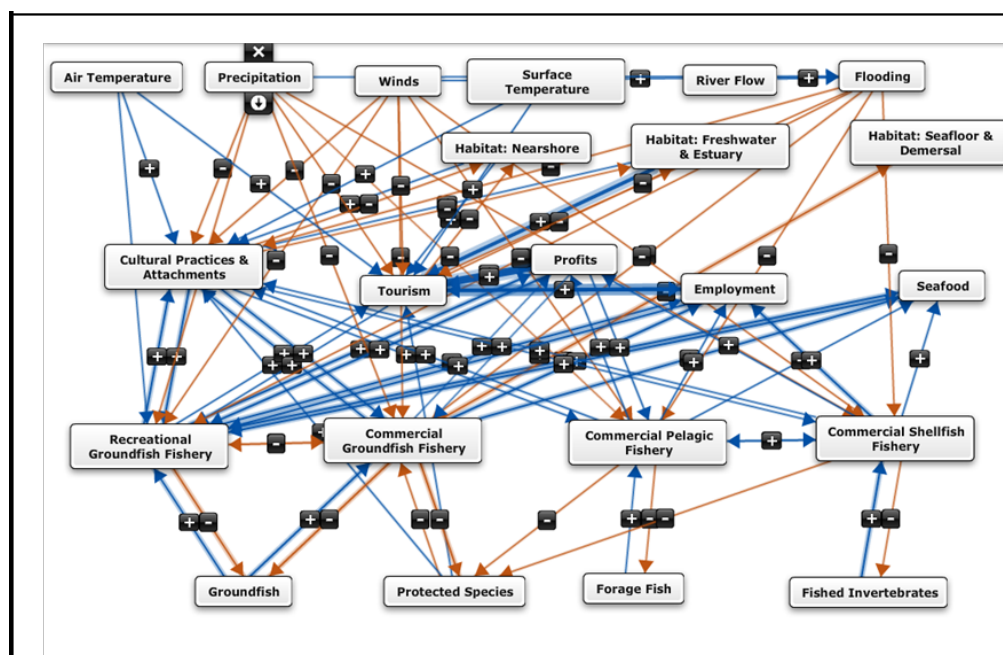 Air Temperature
Precipitation
Winds
Surface
Temperature
River Flow
Flooding
Habitat: Nearshore
Habitat: Freshwater
& Estuary
Habitat: Seafloor &
Demersal
Cultural Practices &
Attachments
Tourism
Profits
Employment
Seafood
Recreational
Groundfish Fishery
Commercial
Groundfish Fishery
Commercial Pelagic
Fishery
Commercial Shellfish
Fishery
Groundfish
Protected Species
Forage Fish
Fished Invertebrates